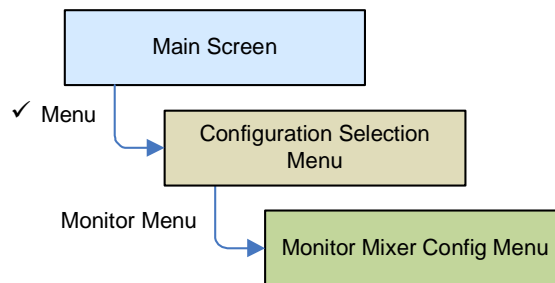 Main Screen
✓ Menu
Configuration Selection
Menu
Monitor Menu
Monitor Mixer Config Menu